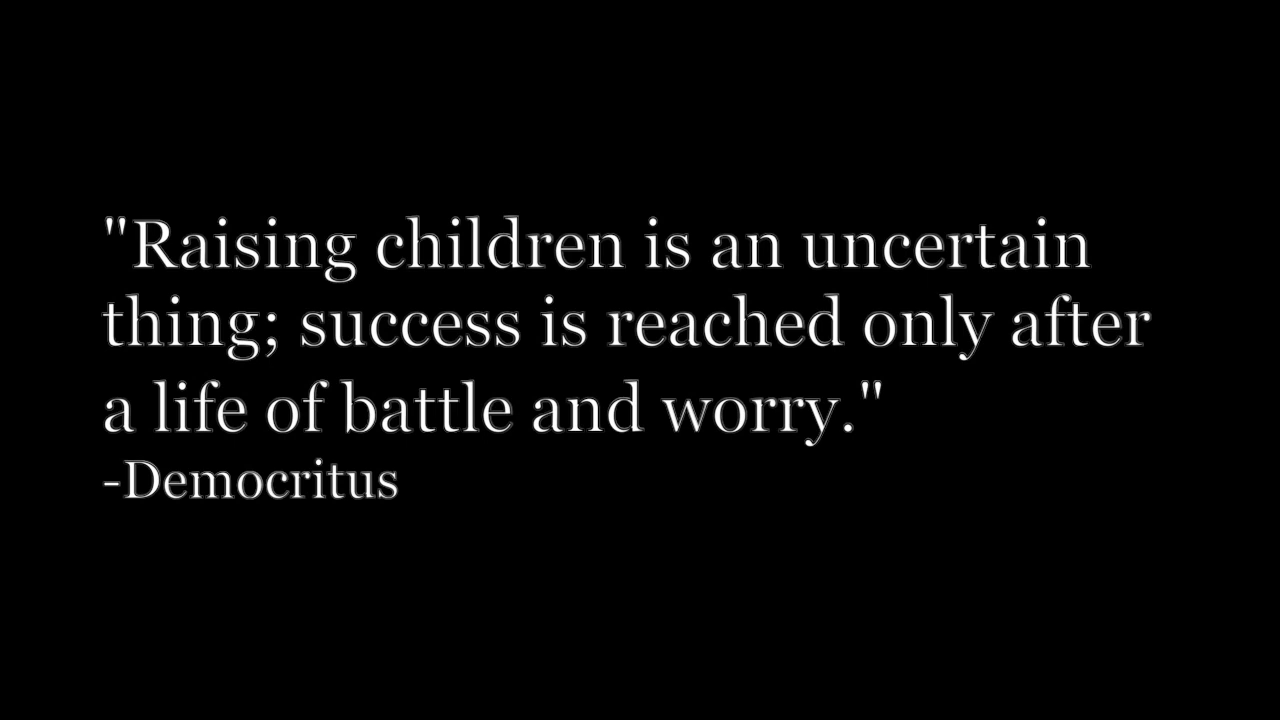 "Raising children is an uncertain
thing; success is reached only after
a life of battle and worry."
-Democritus